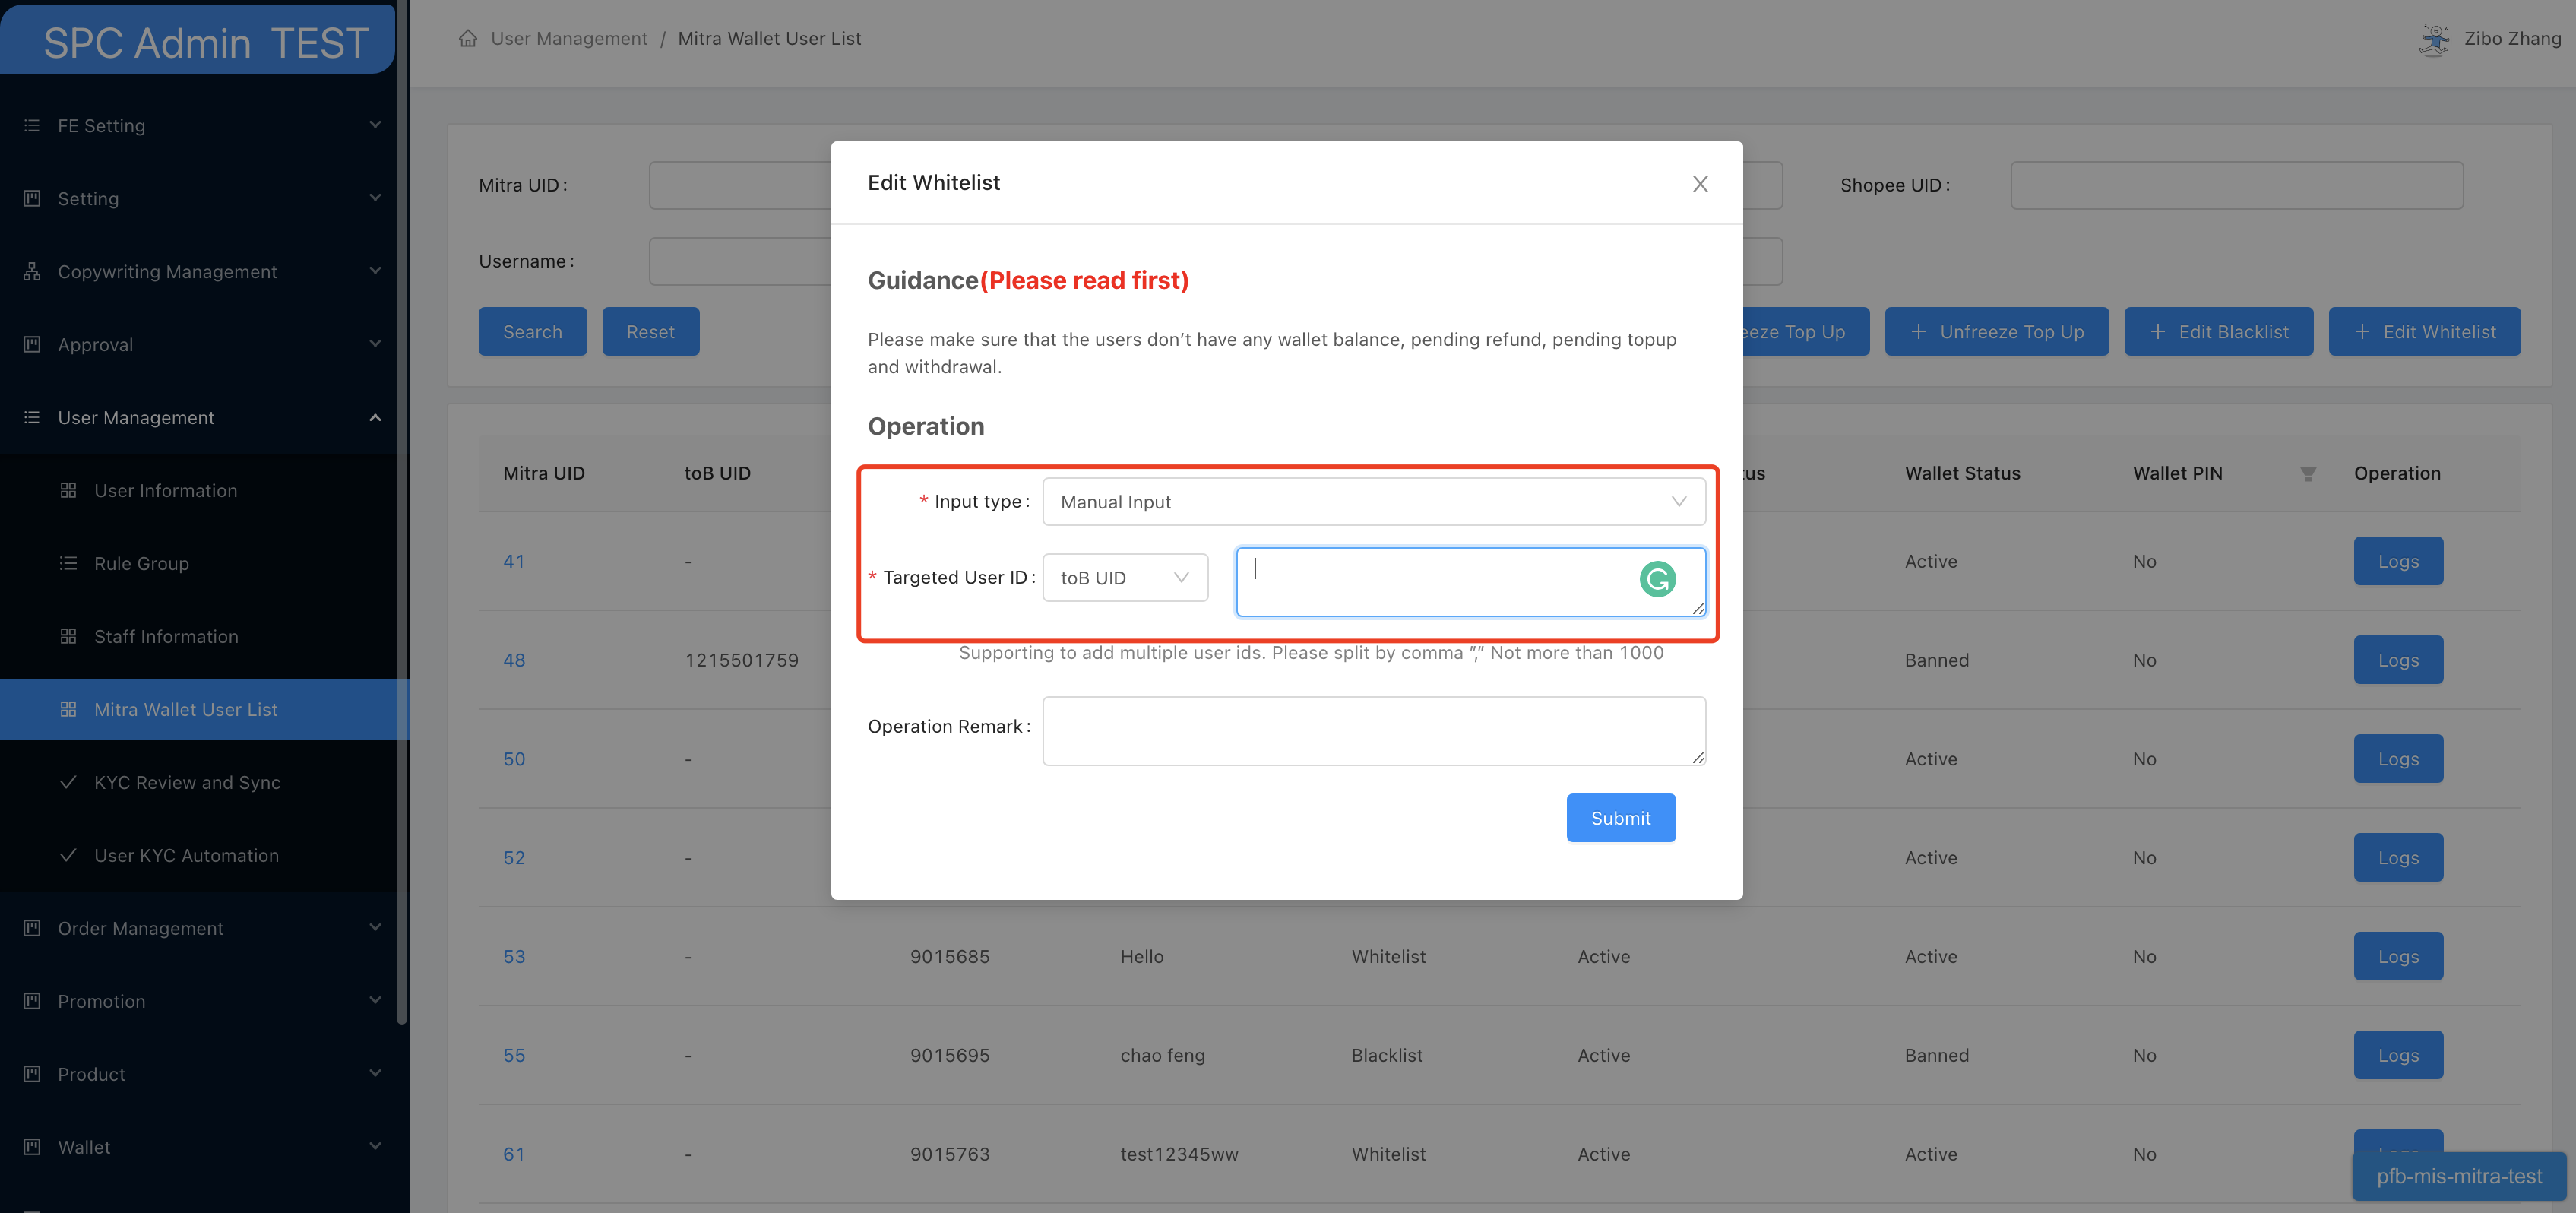 SPC Admin TEST
User Management / Mitra Wallet User List
Zibo Zhang
FE Setting
Setting
Copywriting Management
Approval
User Management
User Information
Rule Group
Staff Information
Mitra Wallet User List
KYC Review and Sync
User KYC Automation
Order Management
Promotion
Product
Wallet
Mitra UID :
Shopee UID :
Username :
Search Reset
eze Top Up + Unfreeze Top Up + Edit Blacklist + Edit Whitelist
Edit Whitelist
Guidance(Please read first)
Please make sure that the users don’t have any wallet balance, pending refund, pending topup
and withdrawal.
Operation
* Input type : Manual Input
* Targeted User ID : toB UID
Supporting to add multiple user ids. Please split by comma ”,” Not more than 1000
Operation Remark :
Submit
Mitra UID toB UID tus Wallet Status Wallet PIN Operation
41 - Active No Logs
48 1215501759 Banned No Logs
50 - Active No Logs
52 - Active No Logs
53 - 9015685 Hello Whitelist Active Active No Logs
55 - 9015695 chao feng Blacklist Active Banned No Logs
61 - 9015763 test12345ww Whitelist Active Active No
pfb-mis-mitra-test